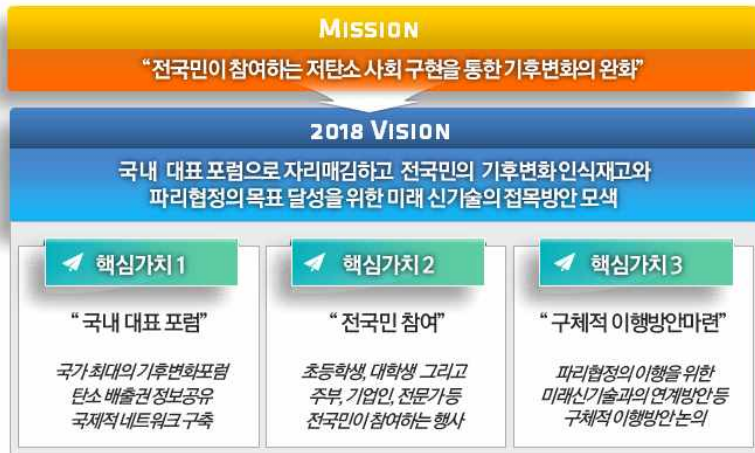 MISSION
“전국민이 참여하는 저탄소 사회 구현을 통한 기후변화의 완화”
2018 VISION
국내 대표 포럼으로 자리매김하고 전국민의 기후변화 인식재고와
파리협정의 목표 달성을 위한 미래 신기술의 접목방안 모색
핵심가치 1
“ 국내 대표 포럼”
국가 최대의 기후변화포럼
탄소 배출권 정보공유
국제적 네트워크 구축
핵심가치 2
“ 전국민 참여”
초등학생, 대학생 그리고
주부, 기업인, 전문가 등
전국민이 참여하는 행사
핵심가치 3
“ 구체적 이행방안마련”
파리협정의 이행을 위한
미래신기술과의 연계방안 등
구체적 이행방안 논의